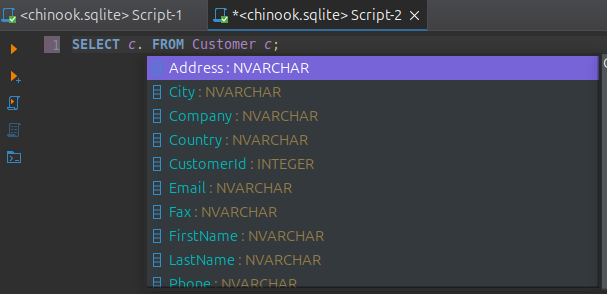 <chinook.sqlite> Script-1 *<chinook.sqlite> Script-2
1 SELECT c. FROM Customer c;
Address : NVARCHAR
City : NVARCHAR
Company : NVARCHAR
Country : NVARCHAR
CustomerId : INTEGER
Email : NVARCHAR
Fax : NVARCHAR
FirstName : NVARCHAR
LastName : NVARCHAR
Phone : NVARCHAR